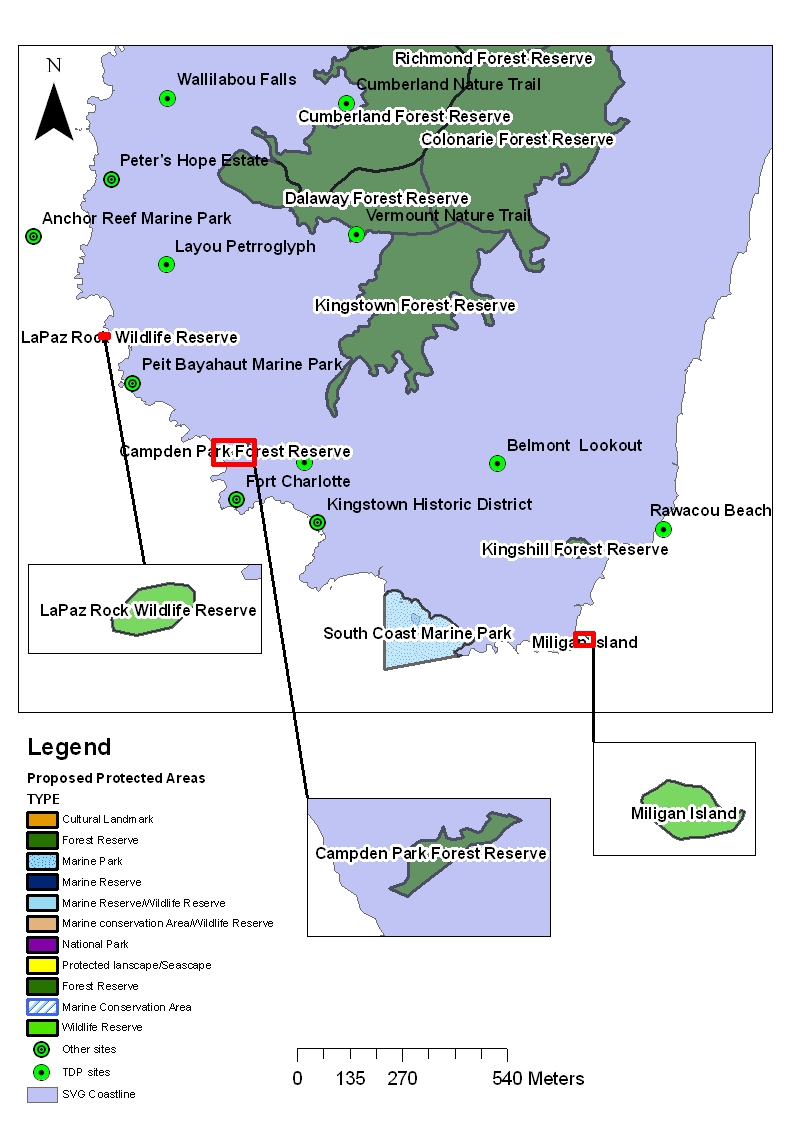 N
Richmond Forest Reserve
Wallilabou Falls
Cumberland Nature Trail
Cumberland Forest Reserve
Colonarie Forest Reserve
Peter's Hope Estate
Dalaway Forest Reserve
Anchor Reef Marine Park
Vermount Nature Trail
Layou Petrroglyph
Kingstown Forest Reserve
LaPaz Rock Wildlife Reserve
Peit Bayahaut Marine Park
Campden Park Forest Reserve
Belmont Lookout
Fort Charlotte
Kingstown Historic District
Rawacou Beach
Kingshill Forest Reserve
LaPaz Rock Wildlife Reserve
South Coast Marine Park
Miligan Island
Legend
Proposed Protected Areas
TYPE
Cultural Landmark
Forest Reserve
Marine Park
Marine Reserve
Marine Reserve/Wildlife Reserve
Marine conservation Area/Wildlife Reserve
National Park
Protected lanscape/Seascape
Forest Reserve
Marine Conservation Area
Wildlife Reserve
Other sites
TDP sites
SVG Coastline
Miligan Island
Campden Park Forest Reserve
0 135 270 540 Meters